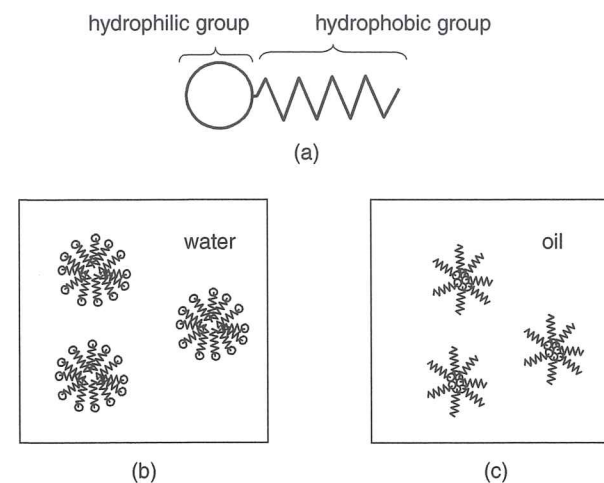 hydrophilic group hydrophobic group
(a)
water
oil
(b)
(c)